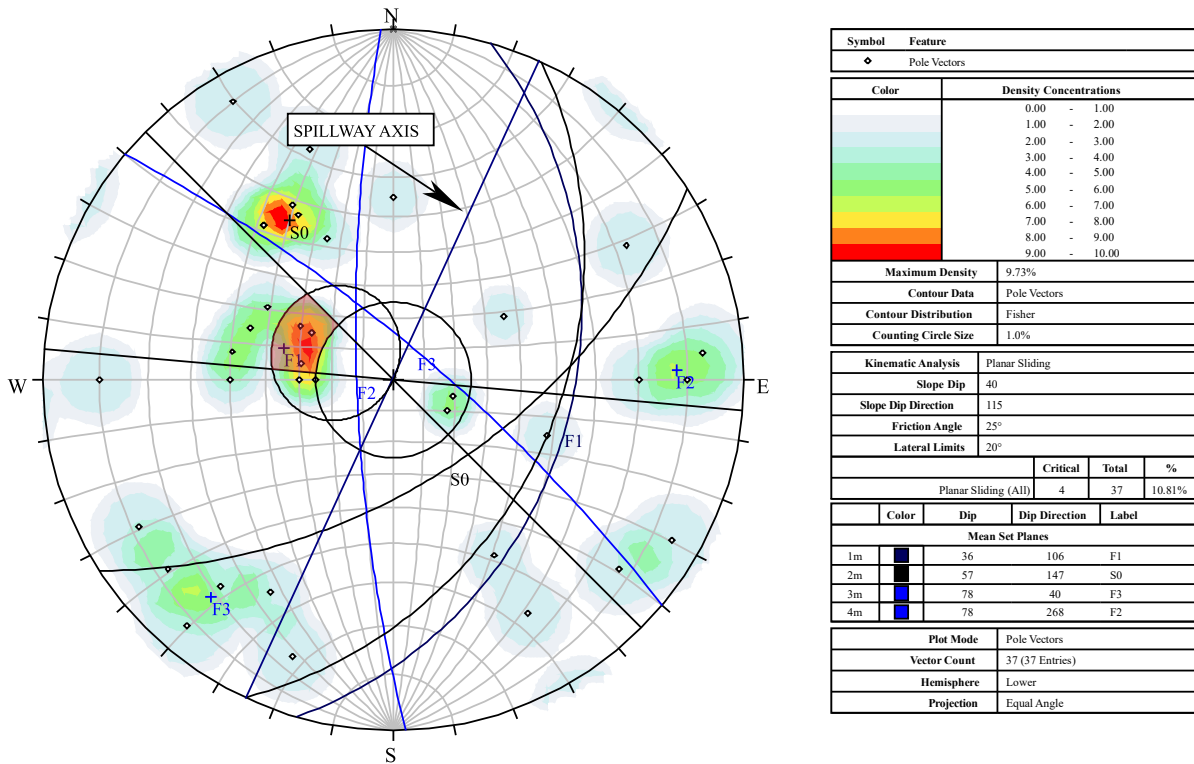 N
SPILLWAY AXIS
S0
F1
F3
W
E
F2
F2
F1
S0
F3
S
Symbol Feature
Pole Vectors
Color Density Concentrations
0.00 - 1.00
1.00 - 2.00
2.00 - 3.00
3.00 - 4.00
4.00 - 5.00
5.00 - 6.00
6.00 - 7.00
7.00 - 8.00
8.00 - 9.00
9.00 - 10.00
Maximum Density 9.73%
Contour Data Pole Vectors
Contour Distribution Fisher
Counting Circle Size 1.0%
Kinematic Analysis Planar Sliding
Slope Dip 40
Slope Dip Direction 115
Friction Angle 25°
Lateral Limits 20°
Critical Total %
Planar Sliding (All) 4 37 10.81%
Color Dip Dip Direction Label
Mean Set Planes
1m 36 106 F1
2m 57 147 S0
3m 78 40 F3
4m 78 268 F2
Plot Mode Pole Vectors
Vector Count 37 (37 Entries)
Hemisphere Lower
Projection Equal Angle